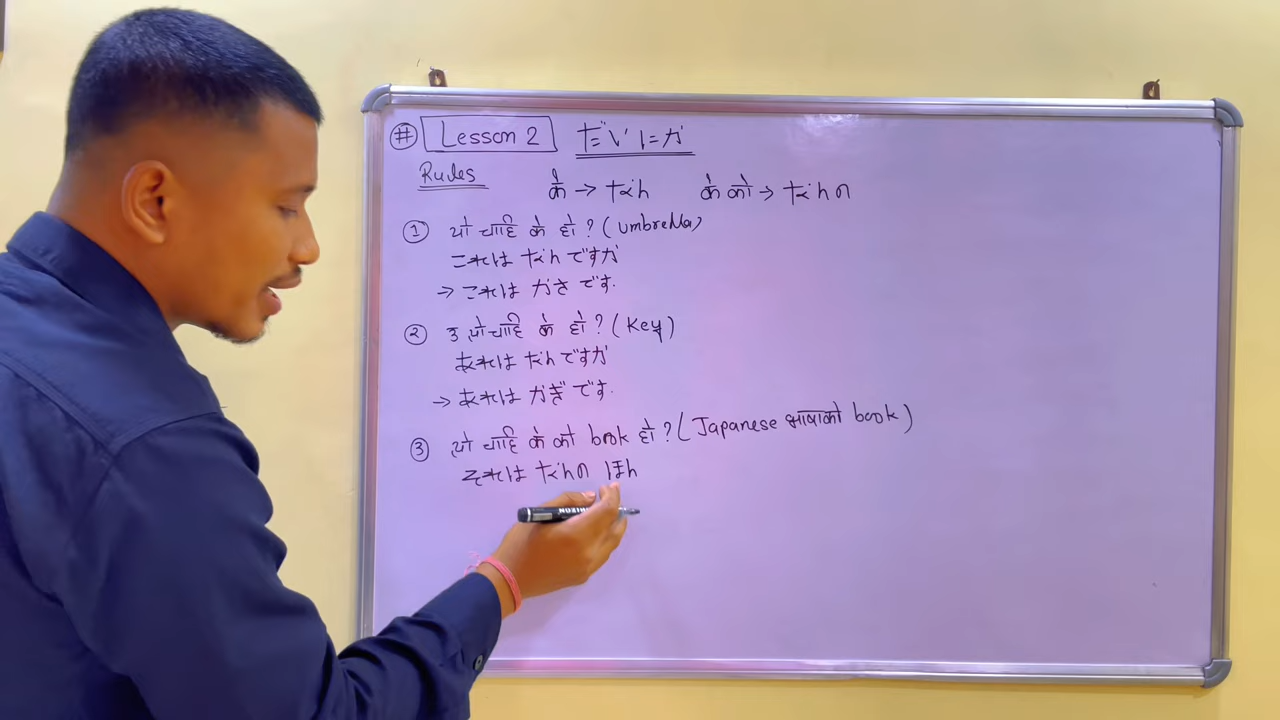 # Lesson 2 だい二か
Rules
के → なん के को → なんの
① यो चाहि के हो ? (umbrella)
これは なんですか
→ これは かさ です.
② उ यो चाहि के हो ? (Key)
あれは なんですか
→ あれは かぎ です.
③ त्यो चाहि के को book हो ? (Japanese भाषाको book)
それは なんの ほん